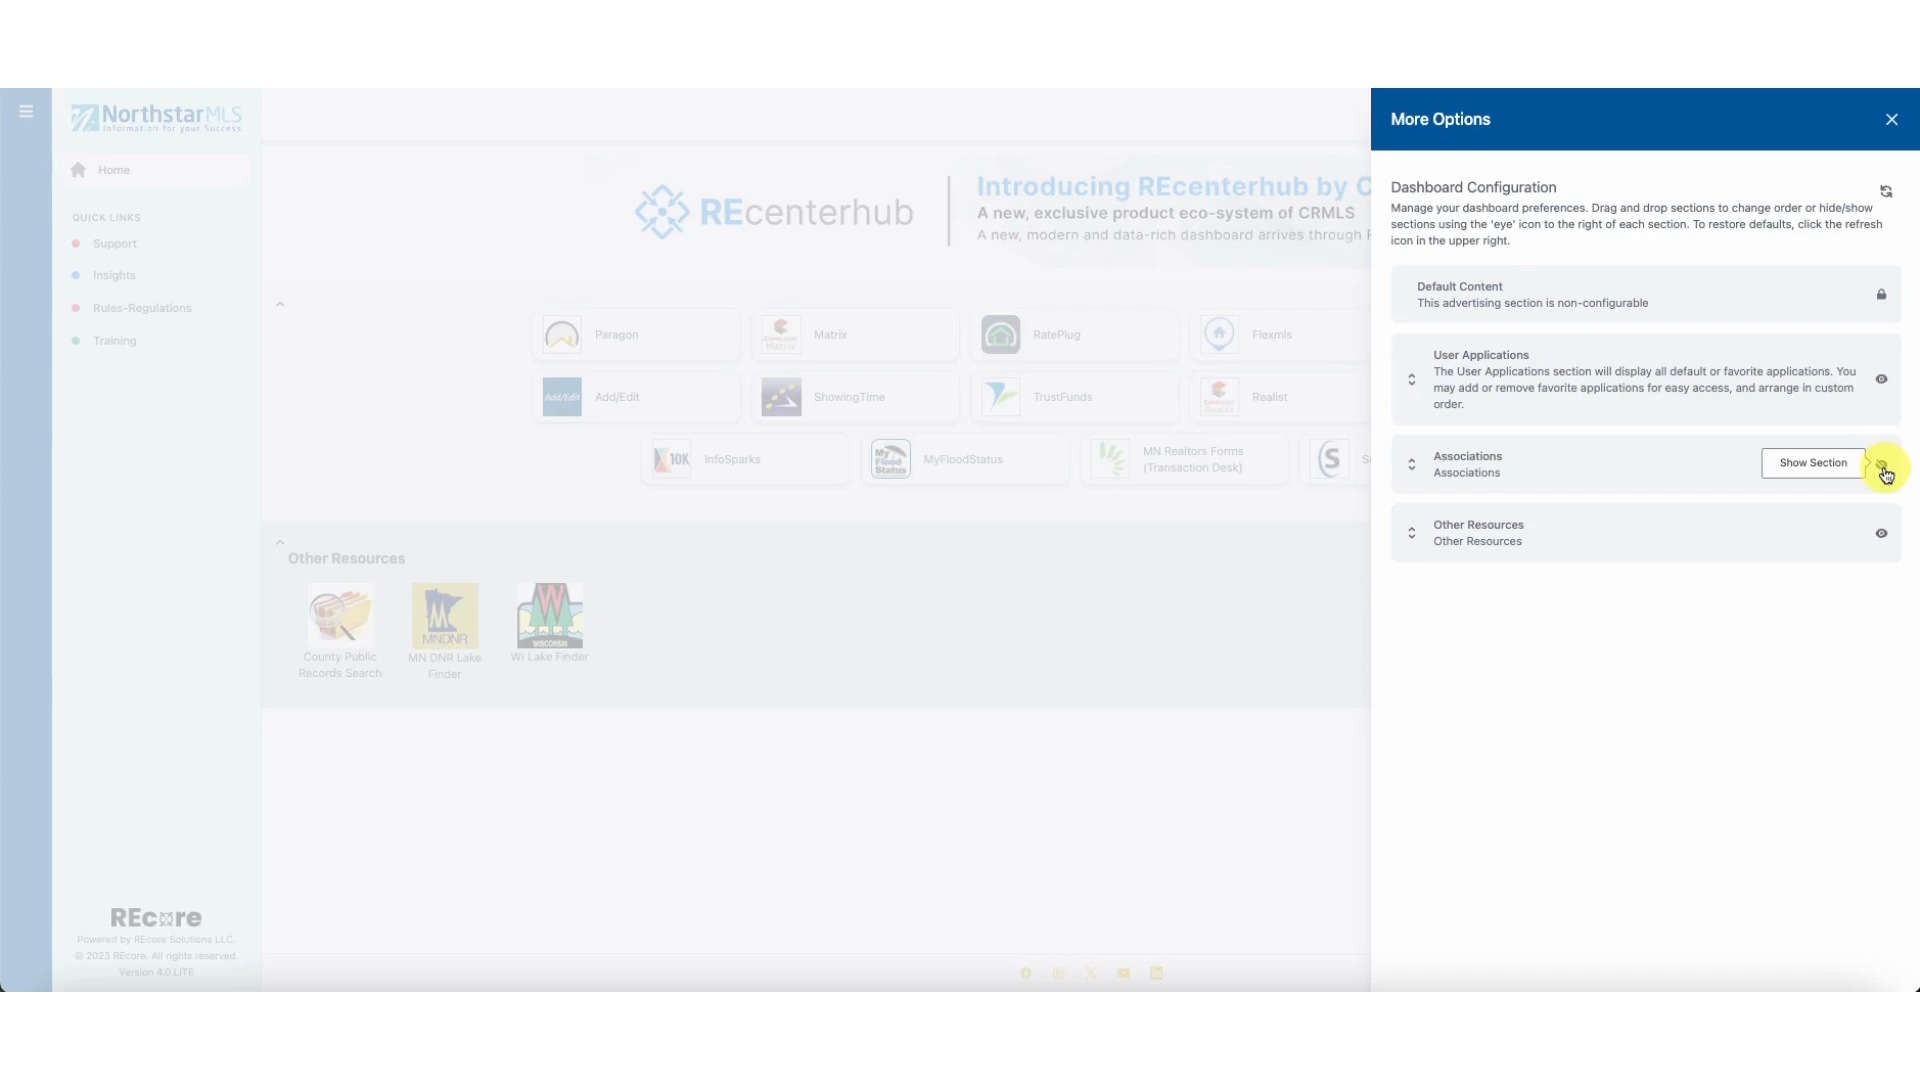 NorthstarMLS
Information for your Success
Home
QUICK LINKS
Support
Insights
Rules-Regulations
Training
REcore
Powered by REcore Solutions LLC.
© 2023 REcore. All rights reserved.
Version 4.0.LITE
REcenterhub
Introducing REcenterhub by C
A new, exclusive product eco-system of CRMLS
A new, modern and data-rich dashboard arrives through
Paragon
Matrix
RatePlug
Flexmls
Add/Edit
Add/Edit
ShowingTime
TrustFunds
Realist
10K
InfoSparks
My
Flood
Status
MyFloodStatus
MN Realtors Forms
(Transaction Desk)
S
Other Resources
MNDNR
WISCONSIN
County Public
Records Search
MN DNR Lake
Finder
WI Lake Finder
More Options
Dashboard Configuration
Manage your dashboard preferences. Drag and drop sections to change order or hide/show
sections using the 'eye' icon to the right of each section. To restore defaults, click the refresh
icon in the upper right.
Default Content
This advertising section is non-configurable
User Applications
The User Applications section will display all default or favorite applications. You
may add or remove favorite applications for easy access, and arrange in custom
order.
Associations
Associations
Show Section
Other Resources
Other Resources